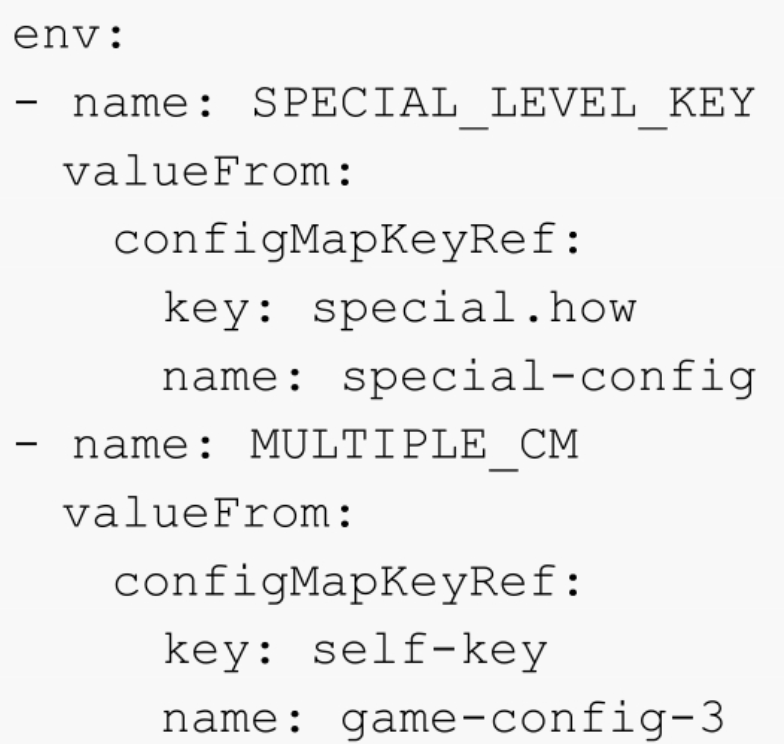 env:
- name: SPECIAL_LEVEL_KEY
  valueFrom:
    configMapKeyRef:
      key: special.how
      name: special-config
- name: MULTIPLE_CM
  valueFrom:
    configMapKeyRef:
      key: self-key
      name: game-config-3